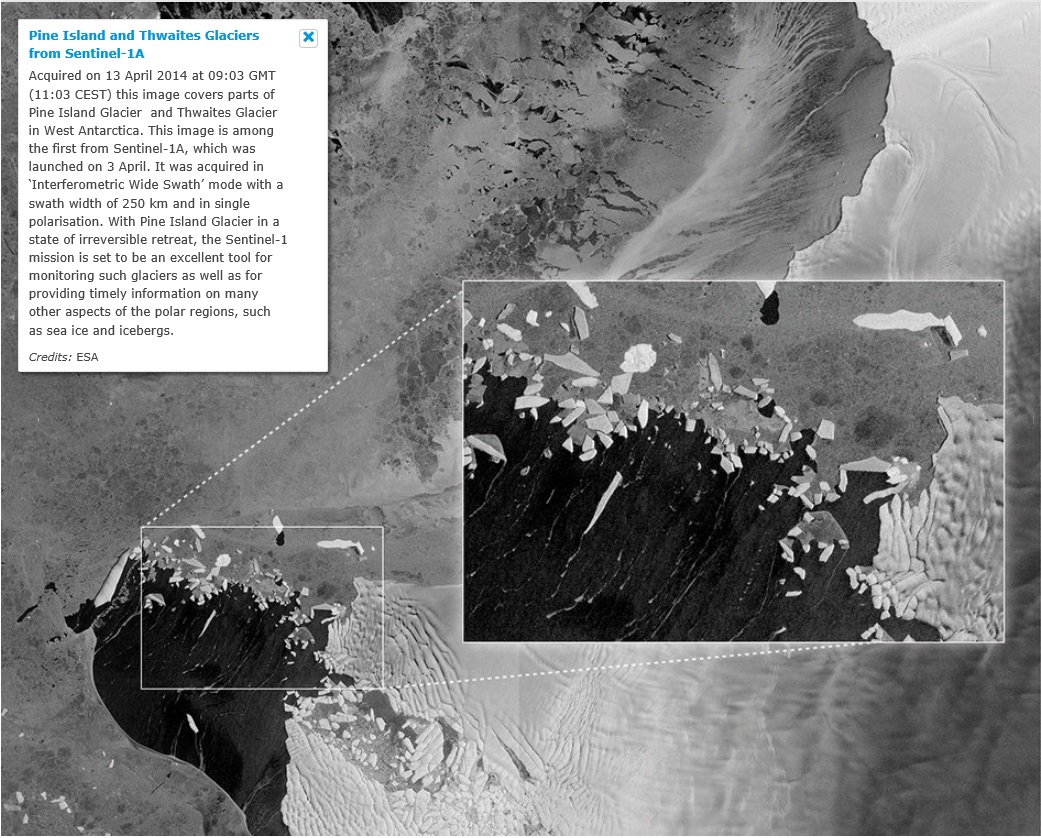 Pine Island and Thwaites Glaciers
from Sentinel-1A
Acquired on 13 April 2014 at 09:03 GMT
(11:03 CEST) this image covers parts of
Pine Island Glacier  and Thwaites Glacier
in West Antarctica. This image is among
the first from Sentinel-1A, which was
launched on 3 April. It was acquired in
‘Interferometric Wide Swath’ mode with a
swath width of 250 km and in single
polarisation. With Pine Island Glacier in a
state of irreversible retreat, the Sentinel-1
mission is set to be an excellent tool for
monitoring such glaciers as well as for
providing timely information on many
other aspects of the polar regions, such
as sea ice and icebergs.
Credits: ESA